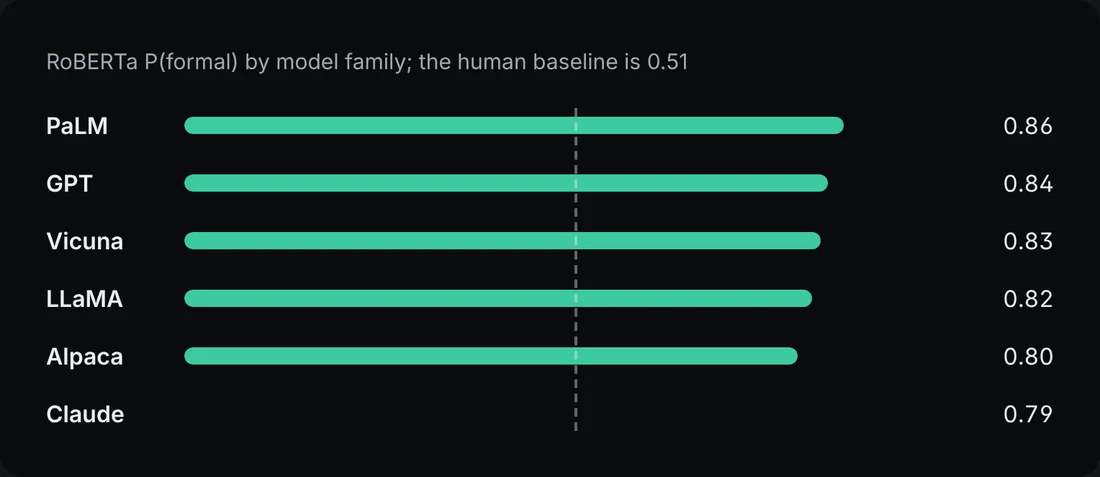 RoBERTa P(formal) by model family; the human baseline is 0.51
PaLM 0.86
GPT 0.84
Vicuna 0.83
LLaMA 0.82
Alpaca 0.80
Claude 0.79